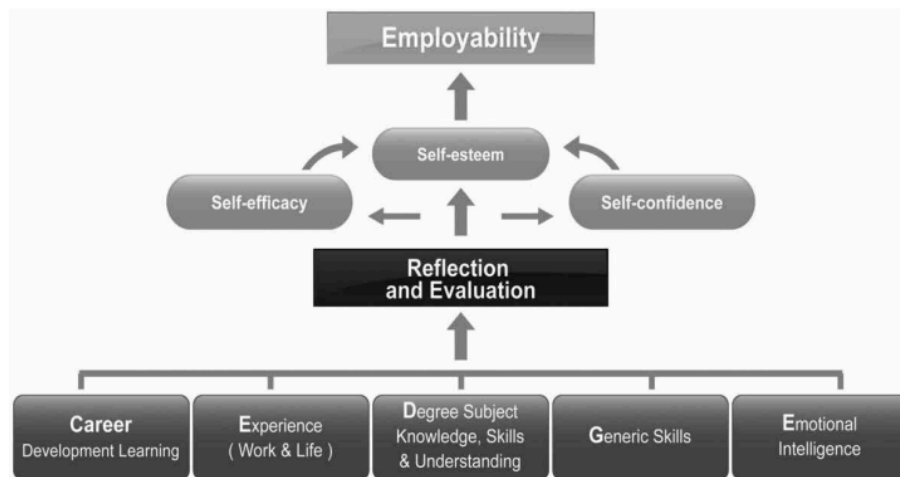 Employability
Self-esteem
Self-efficacy
Self-confidence
Reflection
and Evaluation
Career
Development Learning
Experience
( Work & Life )
Degree Subject
Knowledge, Skills
& Understanding
Generic Skills
Emotional
Intelligence